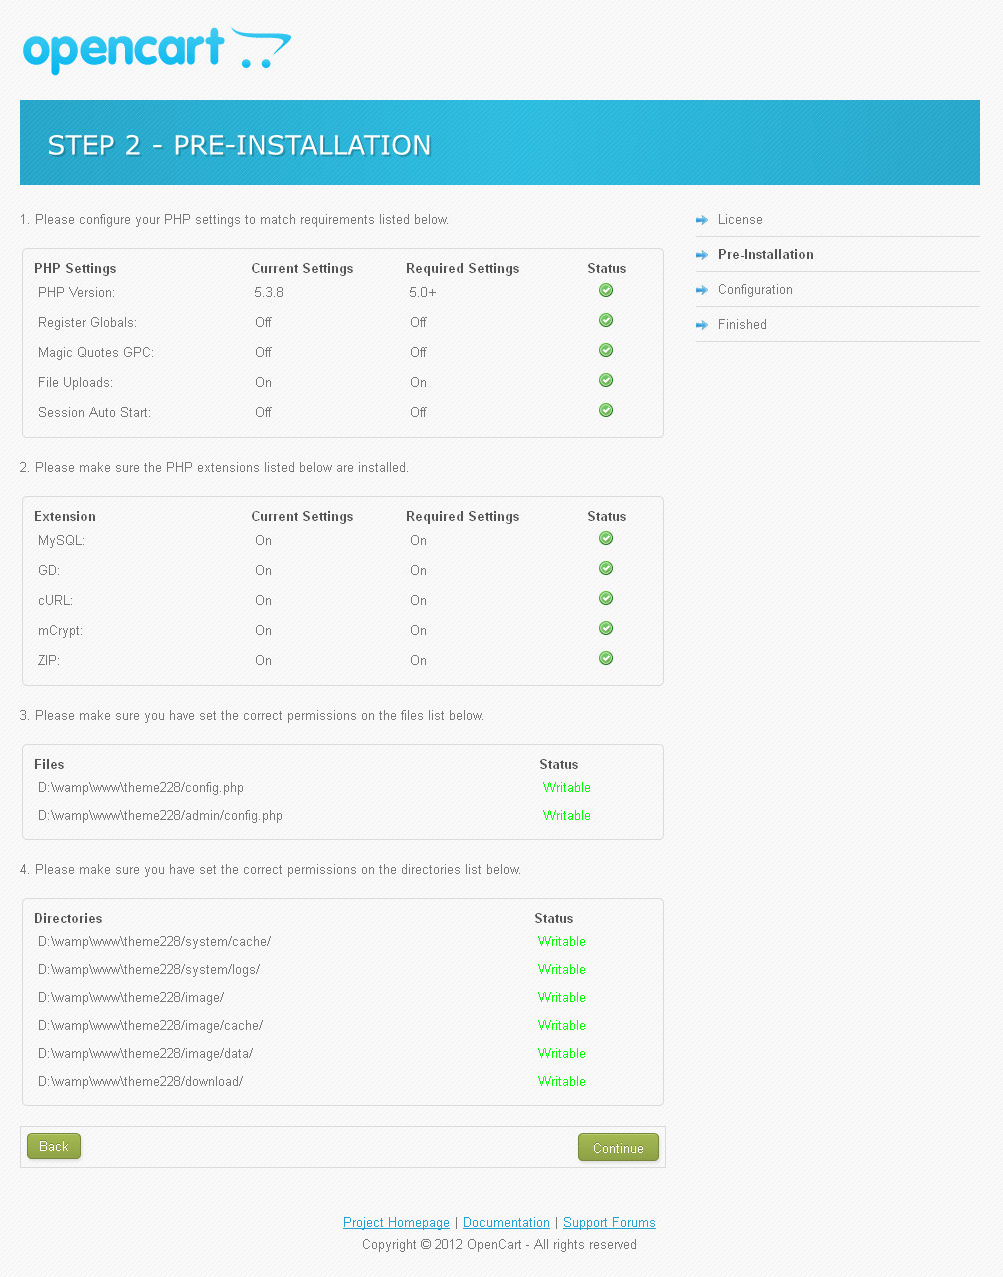 opencart
STEP 2 - PRE-INSTALLATION
1. Please configure your PHP settings to match requirements listed below.
PHP Settings Current Settings Required Settings Status
PHP Version: 5.3.8 5.0+
Register Globals: Off Off
Magic Quotes GPC: Off Off
File Uploads: On On
Session Auto Start: Off Off
2. Please make sure the PHP extensions listed below are installed.
Extension Current Settings Required Settings Status
MySQL: On On
GD: On On
cURL: On On
mCrypt: On On
ZIP: On On
3. Please make sure you have set the correct permissions on the files list below.
Files Status
D:\wamp\www\theme228/config.php Writable
D:\wamp\www\theme228/admin/config.php Writable
4. Please make sure you have set the correct permissions on the directories list below.
Directories Status
D:\wamp\www\theme228/system/cache/ Writable
D:\wamp\www\theme228/system/logs/ Writable
D:\wamp\www\theme228/image/ Writable
D:\wamp\www\theme228/image/cache/ Writable
D:\wamp\www\theme228/image/data/ Writable
D:\wamp\www\theme228/download/ Writable
Back Continue
License
Pre-Installation
Configuration
Finished
Project Homepage | Documentation | Support Forums
Copyright © 2012 OpenCart - All rights reserved